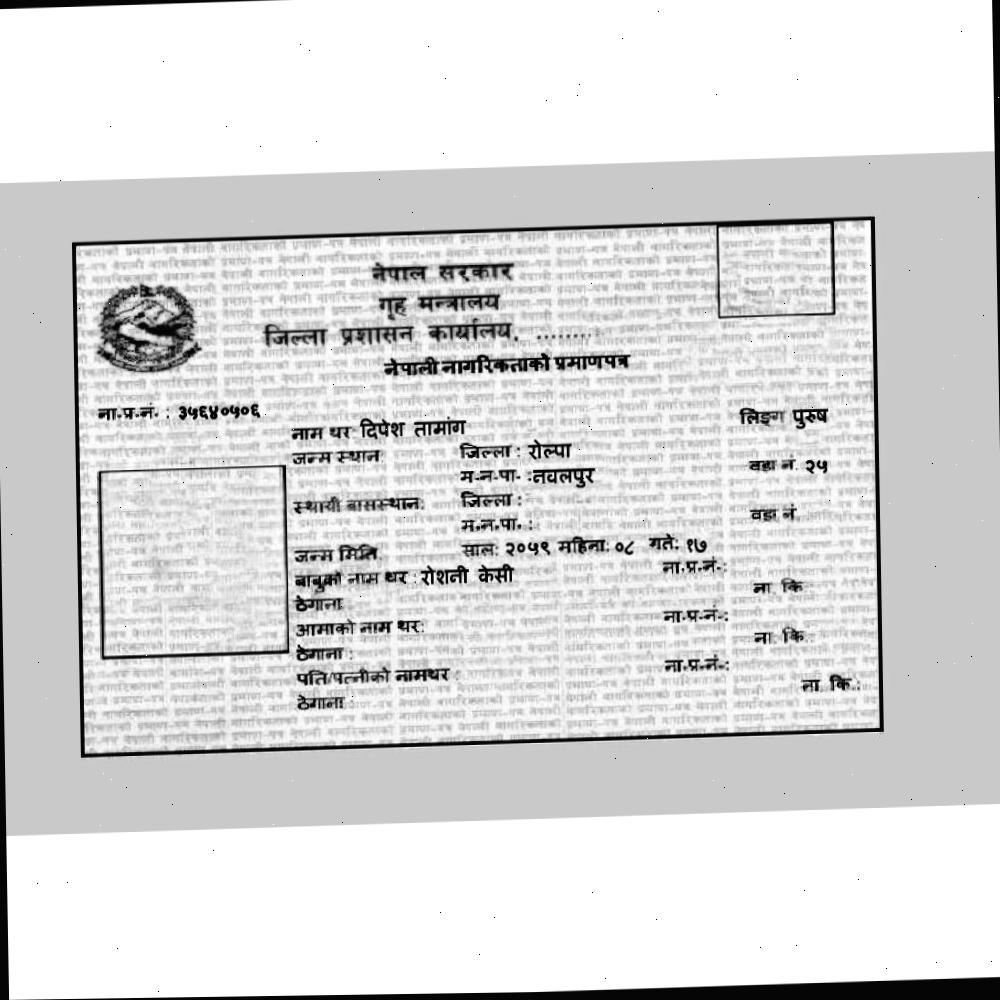 नेपाल सरकार
गृह मन्त्रालय
जिल्ला प्रशासन कार्यालय, ........
नेपाली नागरिकताको प्रमाणपत्र
ना.प्र.नं. : ३५६४०५०६
लिङ्ग पुरुष
नाम थर दिपेश तामांग
जन्म स्थान जिल्ला : रोल्पा
म.न.पा. :नवलपुर वडा नं. २५
स्थायी बासस्थान: जिल्ला :
म.न.पा. : वडा नं.
जन्म मिति साल: २०५९ महिना: ०८ गते: १७
बाबुको नाम थर : रोशनी केसी ना.प्र.नं.:
ठेगाना ना. कि
आमाको नाम थर: ना.प्र.नं.:
ठेगाना : ना. कि.:
पति/पत्नीको नामथर : ना.प्र.नं.:
ठेगाना : ना. कि.: